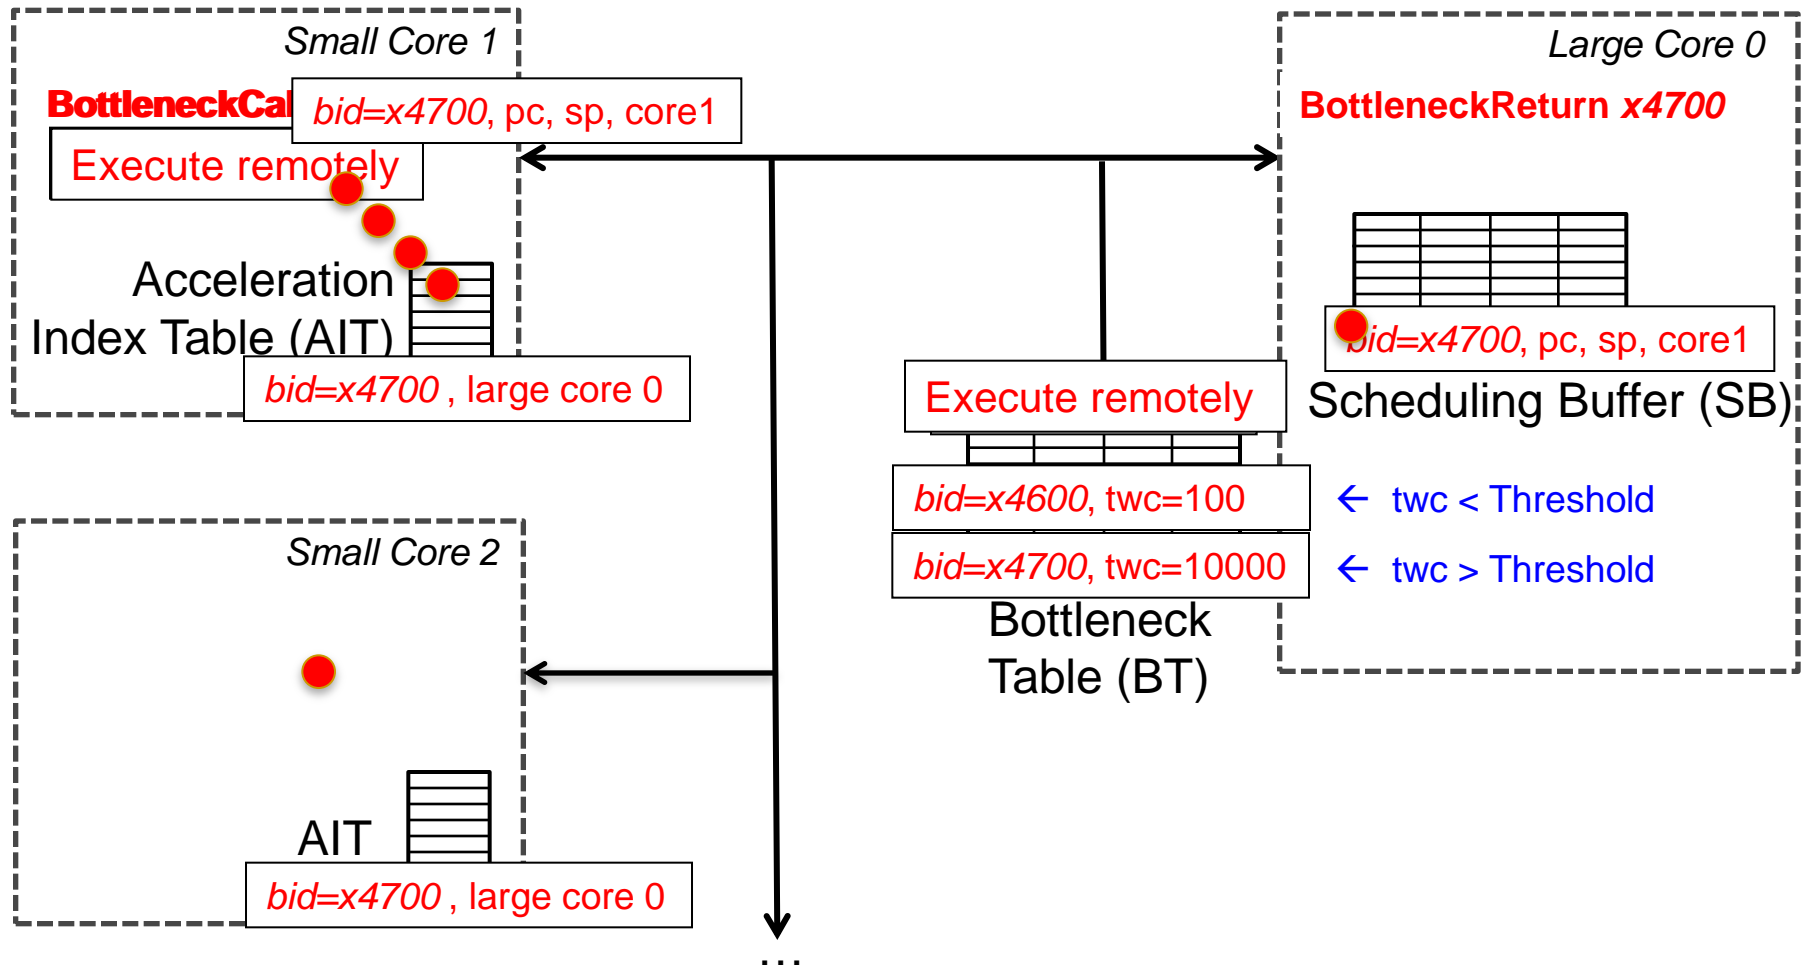 Small Core 1
BottleneckCal
bid=x4700, pc, sp, core1
Execute remotely
Acceleration
Index Table (AIT)
bid=x4700 , large core 0
Large Core 0
BottleneckReturn x4700
bid=x4700, pc, sp, core1
Scheduling Buffer (SB)
Execute remotely
bid=x4600, twc=100
← twc < Threshold
bid=x4700, twc=10000
← twc > Threshold
Bottleneck
Table (BT)
Small Core 2
AIT
bid=x4700 , large core 0
...